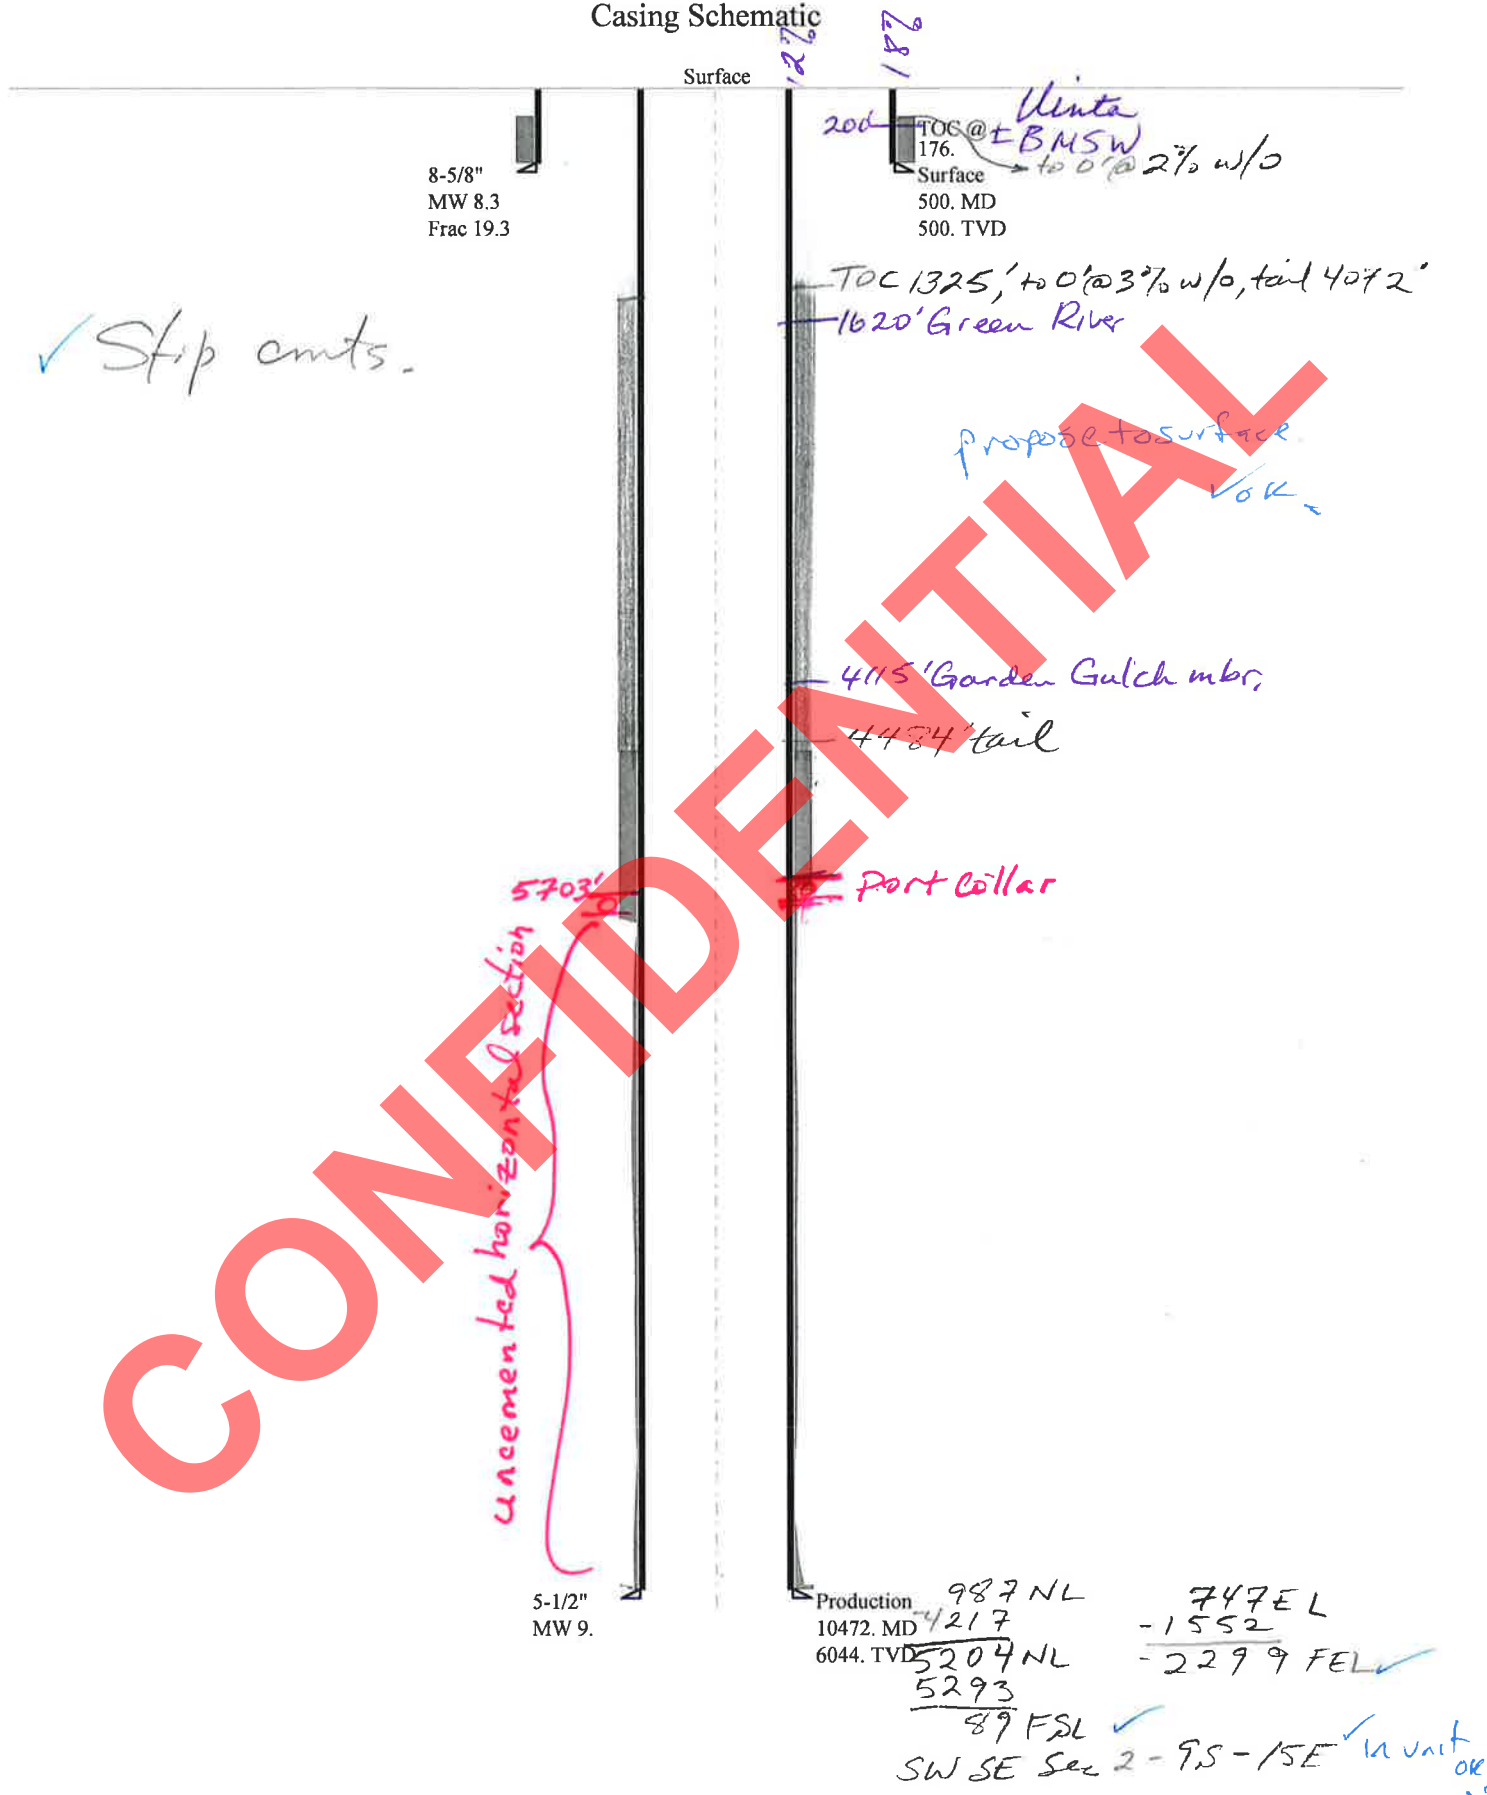 Casing Schematic
12%
18%
Surface
Uinta
200'
TOC @
176.
± BMSW
to 0' @ 2% w/o
8-5/8"
MW 8.3
Frac 19.3
Surface
500. MD
500. TVD
TOC 1325,' to 0'@3% w/o, tail 4072'
1620' Green River
✓ Stip cmts.
propose to surface
✓ ok.
4115' Garden Gulch mbr.
4484' tail
5703'
Port Collar
uncemented horizontal section
CONFIDENTIAL
5-1/2"
MW 9.
Production
10472. MD
6044. TVD
987 NL
-4217
5204 NL
5293
89 FSL ✓
747 EL
-1552
-2299 FEL ✓
SW SE Sec 2-9S-15E ✓ in unit
OK